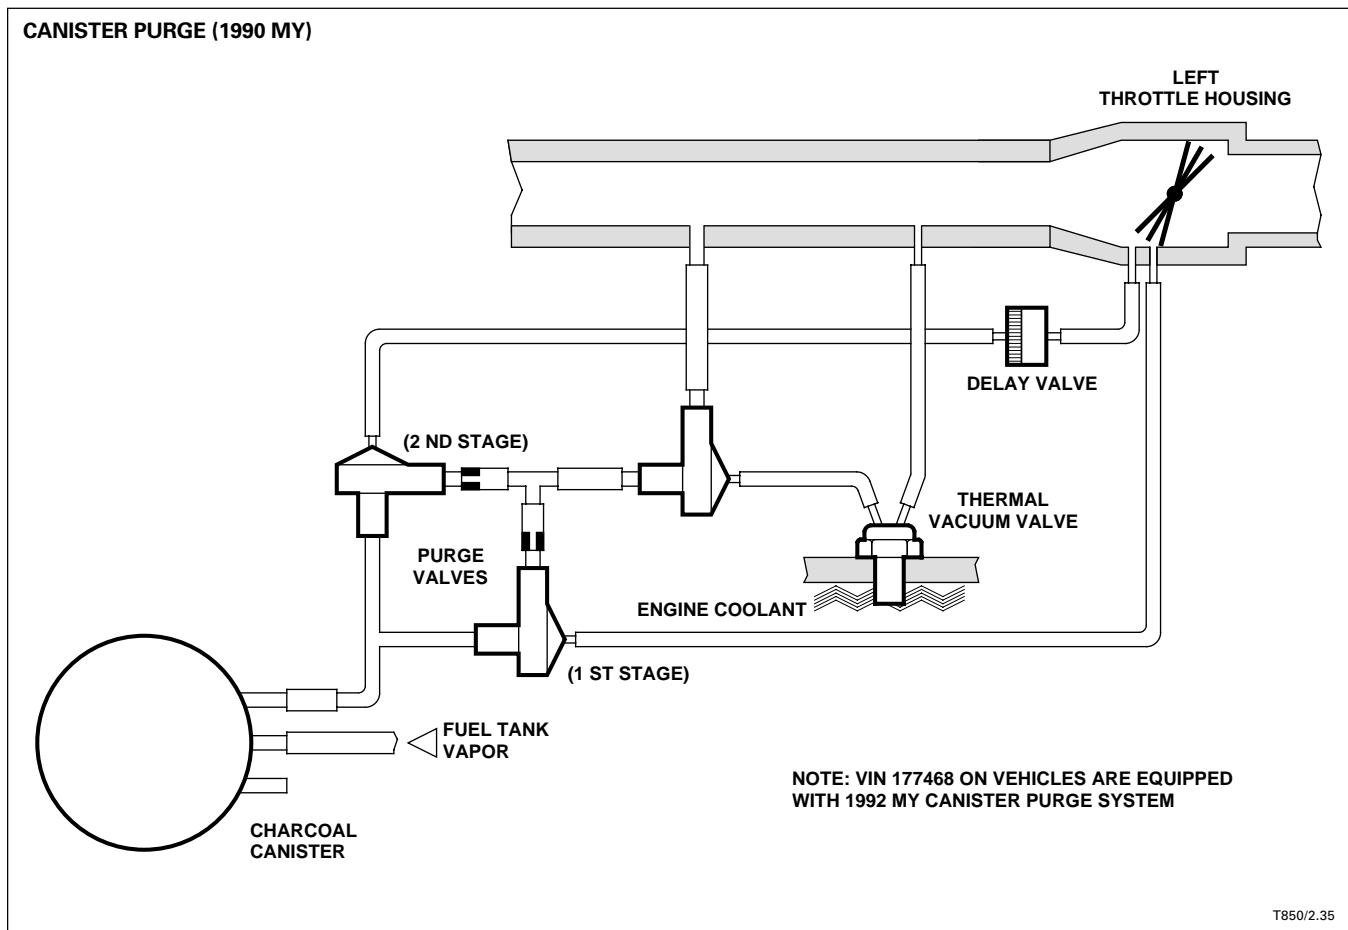 CANISTER PURGE (1990 MY)
LEFT
THROTTLE HOUSING
DELAY VALVE
(2 ND STAGE)
THERMAL
VACUUM VALVE
PURGE
VALVES
ENGINE COOLANT
(1 ST STAGE)
FUEL TANK
VAPOR
NOTE: VIN 177468 ON VEHICLES ARE EQUIPPED
WITH 1992 MY CANISTER PURGE SYSTEM
CHARCOAL
CANISTER
T850/2.35